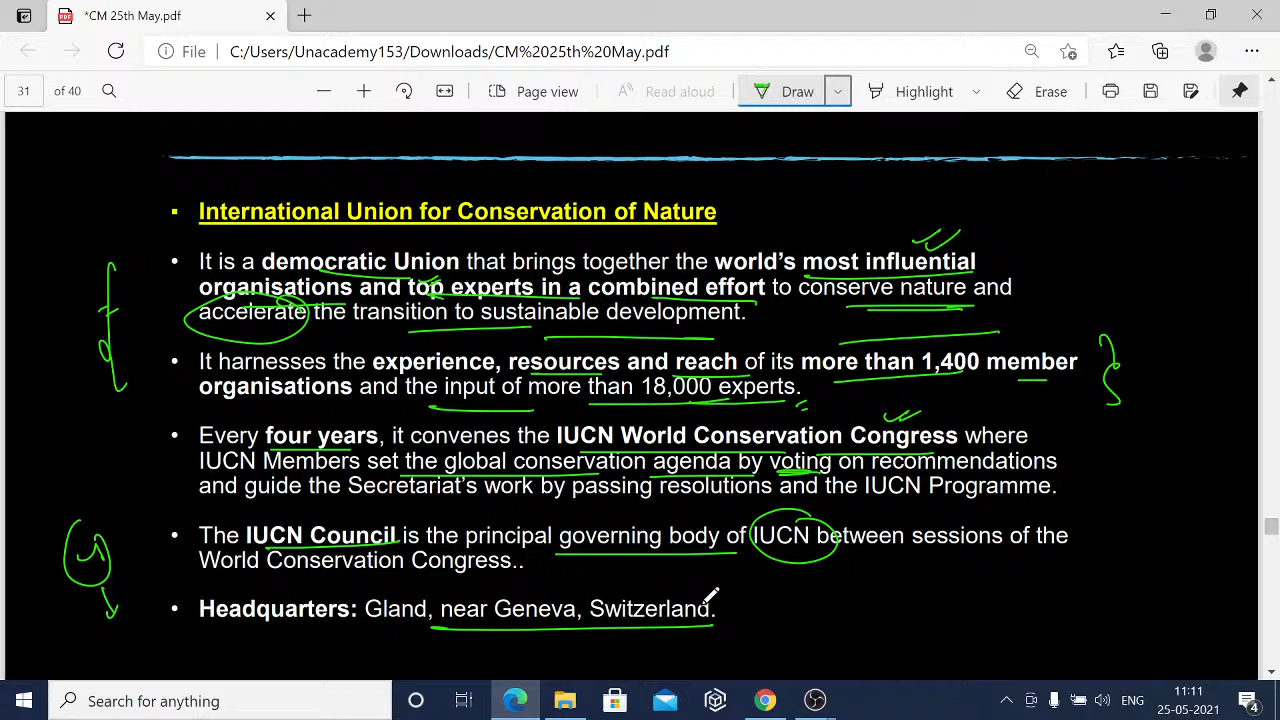 *CM 25th May.pdf
File C:/Users/Unacademy153/Downloads/CM%2025th%20May.pdf
31 of 40 Page view Read aloud Draw Highlight Erase
International Union for Conservation of Nature
• It is a democratic Union that brings together the world's most influential
organisations and top experts in a combined effort to conserve nature and
accelerate the transition to sustainable development.
• It harnesses the experience, resources and reach of its more than 1,400 member
organisations and the input of more than 18,000 experts.
• Every four years, it convenes the IUCN World Conservation Congress where
IUCN Members set the global conservation agenda by voting on recommendations
and guide the Secretariat's work by passing resolutions and the IUCN Programme.
• The IUCN Council is the principal governing body of IUCN between sessions of the
World Conservation Congress..
• Headquarters: Gland, near Geneva, Switzerland.
Search for anything
ENG
11:11
25-05-2021
4